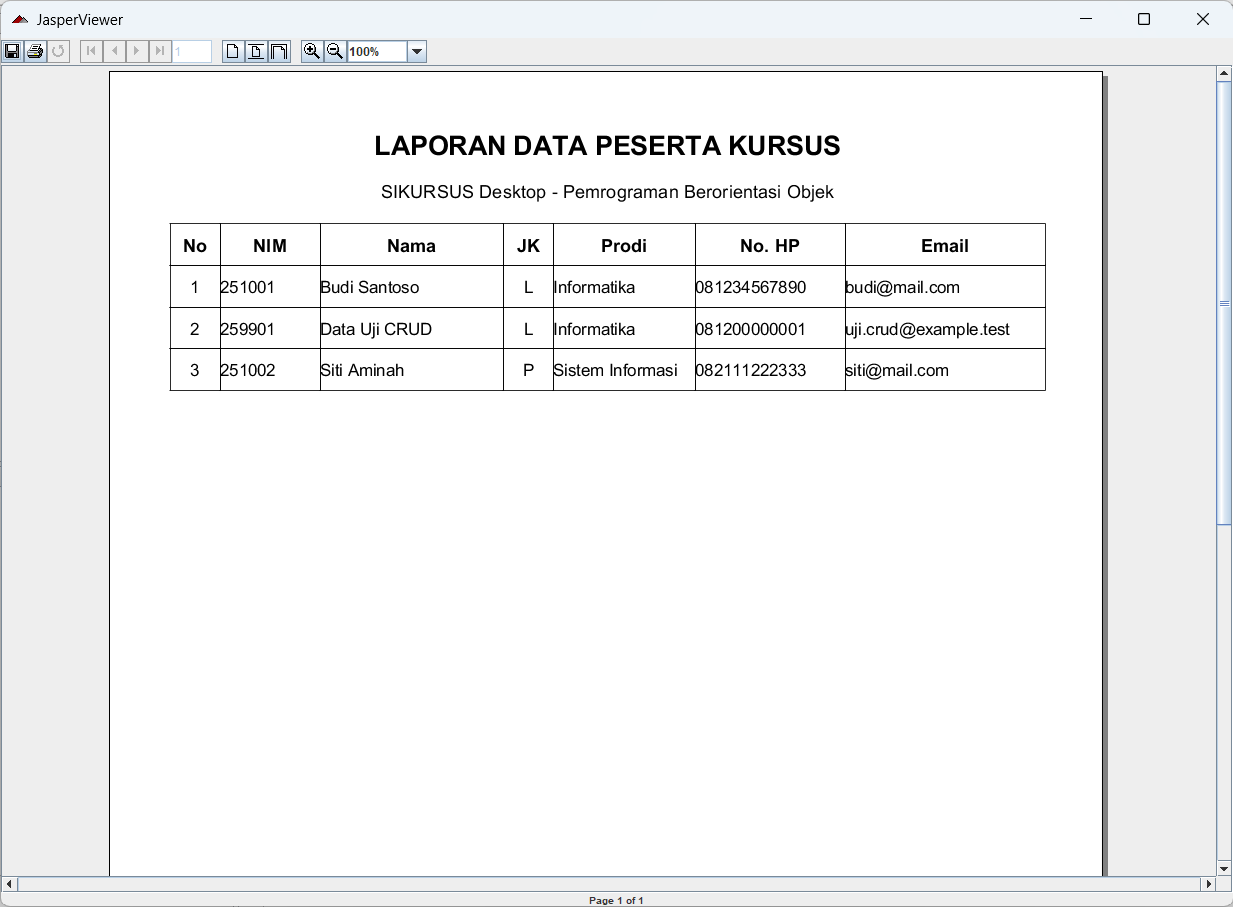 JasperViewer
1
100%
LAPORAN DATA PESERTA KURSUS
SIKURSUS Desktop - Pemrograman Berorientasi Objek
No NIM Nama JK Prodi No. HP Email
1 251001 Budi Santoso L Informatika 081234567890 budi@mail.com
2 259901 Data Uji CRUD L Informatika 081200000001 uji.crud@example.test
3 251002 Siti Aminah P Sistem Informasi 082111222333 siti@mail.com
Page 1 of 1